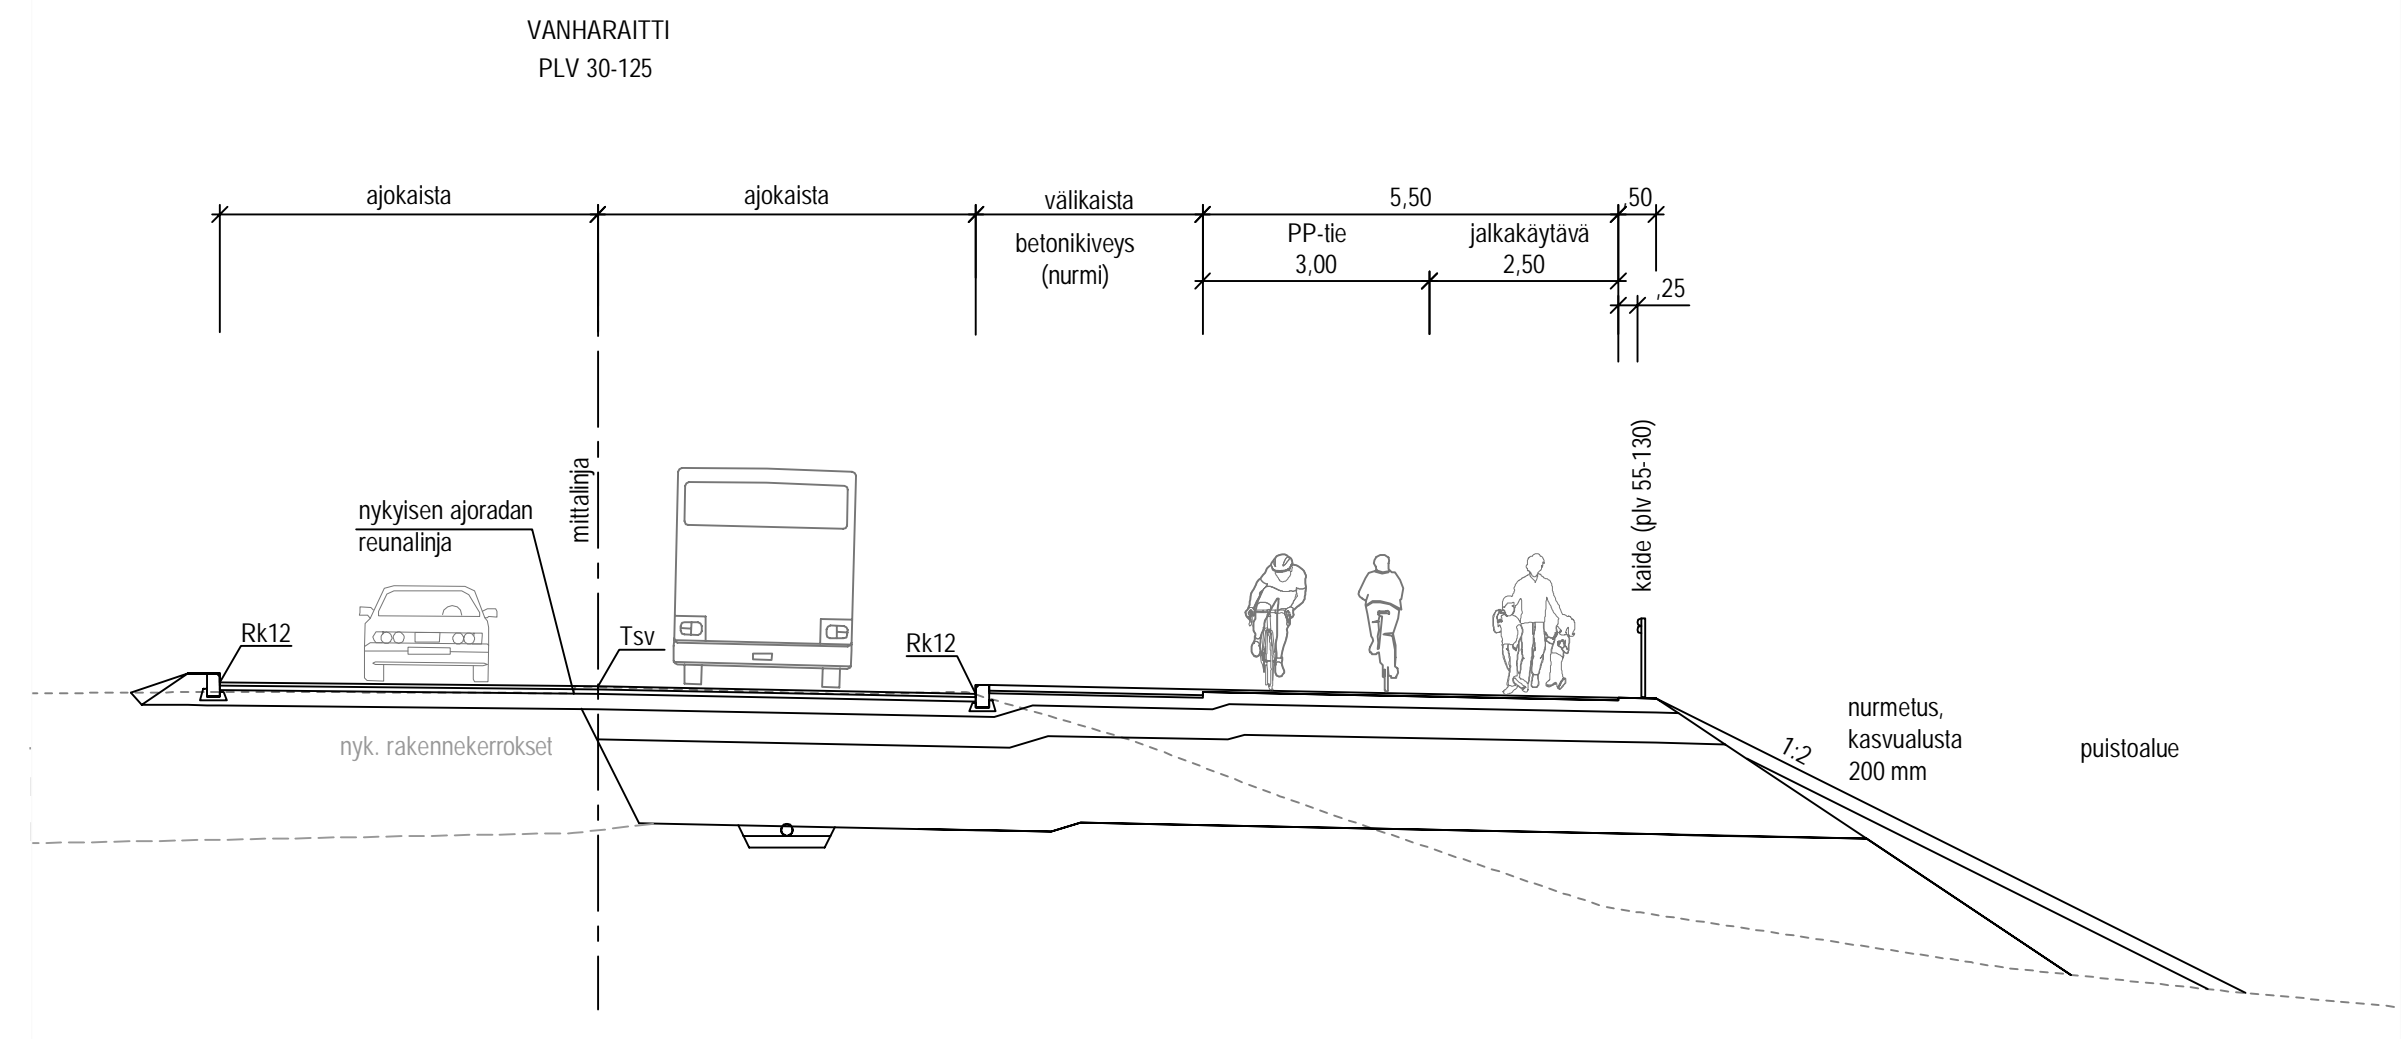 VANHARAITTI
PLV 30-125
ajokaista
ajokaista
välikaista
5,50
,50
betonikiveys
(nurmi)
PP-tie
3,00
jalkakäytävä
2,50
,25
mittalinja
kaide (plv 55-130)
nykyisen ajoradan
reunalinja
Rk12
Tsv
Rk12
nyk. rakennekerrokset
1:2
nurmetus,
kasvualusta
200 mm
puistoalue